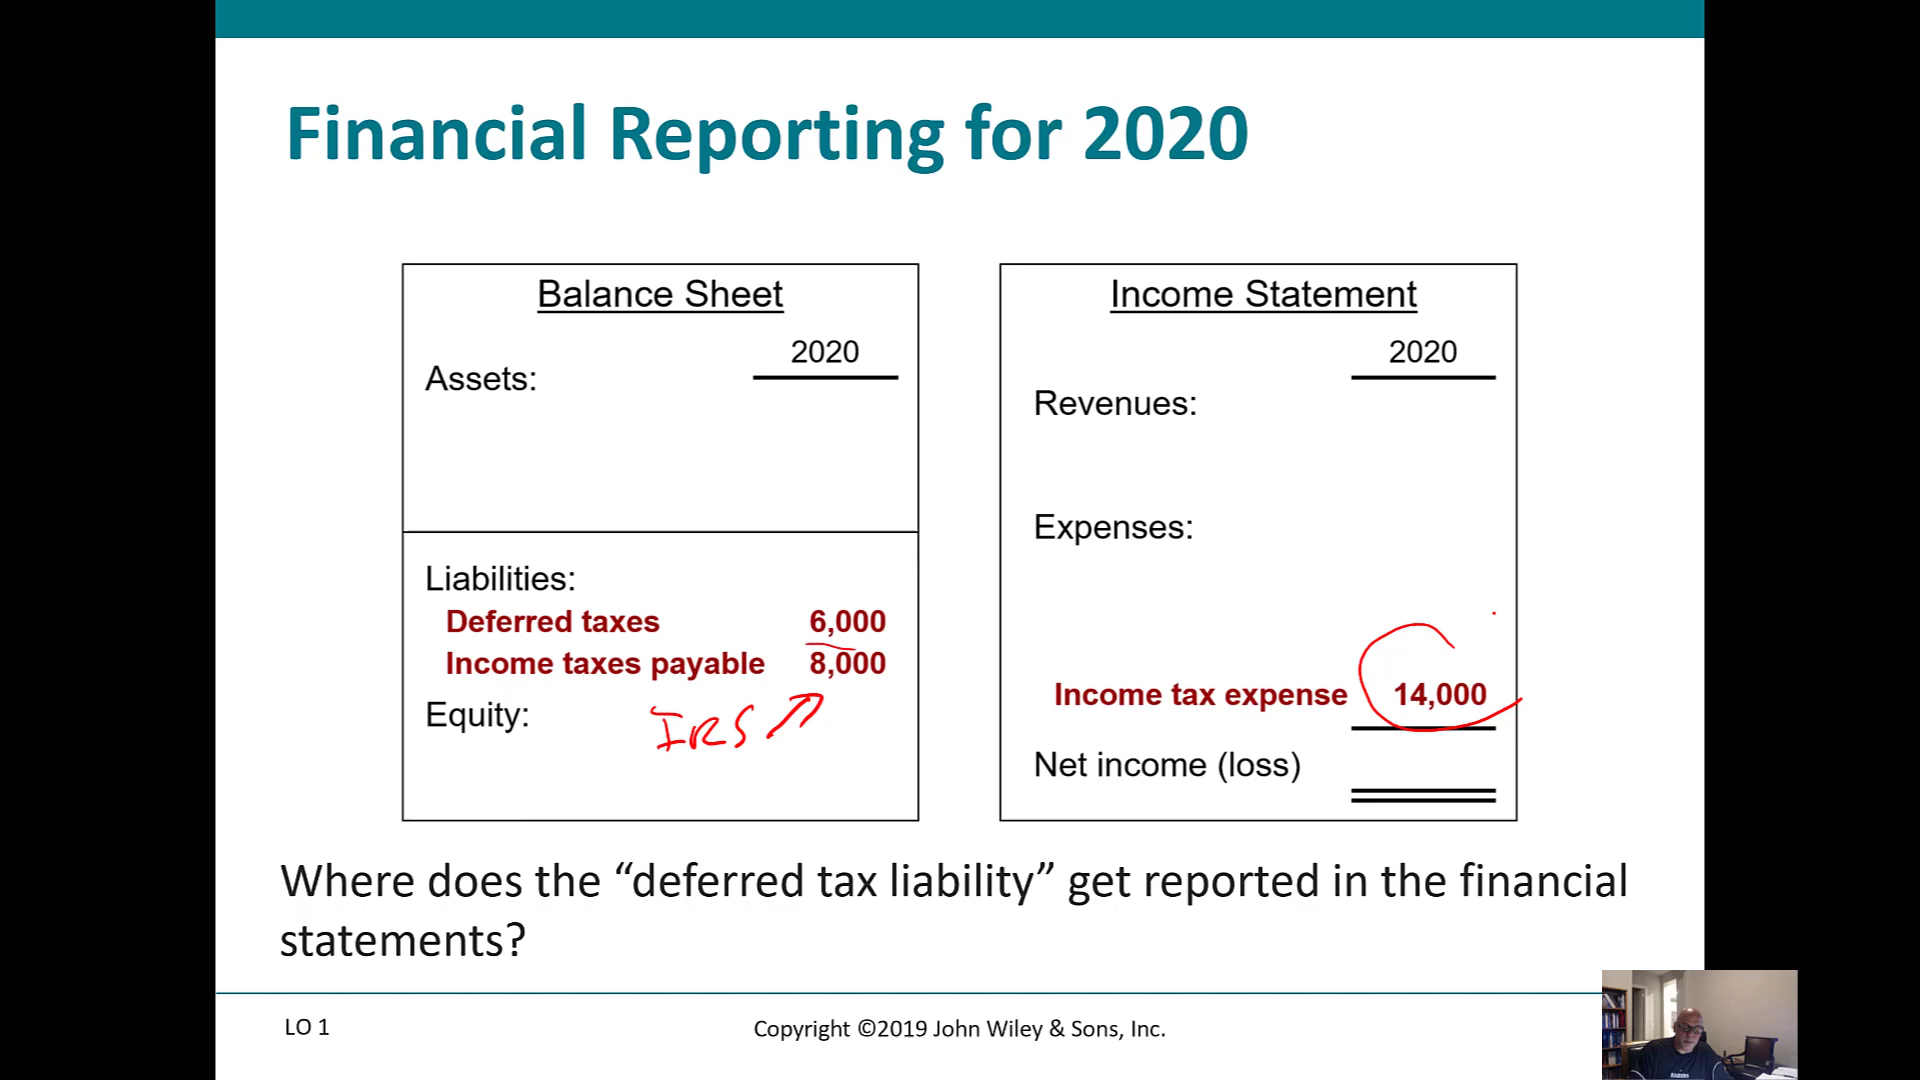 Financial Reporting for 2020
Balance Sheet
2020
Assets:
Liabilities:
Deferred taxes 6,000
Income taxes payable 8,000
Equity:
IRS
Income Statement
2020
Revenues:
Expenses:
Income tax expense 14,000
Net income (loss)
Where does the “deferred tax liability” get reported in the financial
statements?
LO 1
Copyright ©2019 John Wiley & Sons, Inc.
RAIDERS